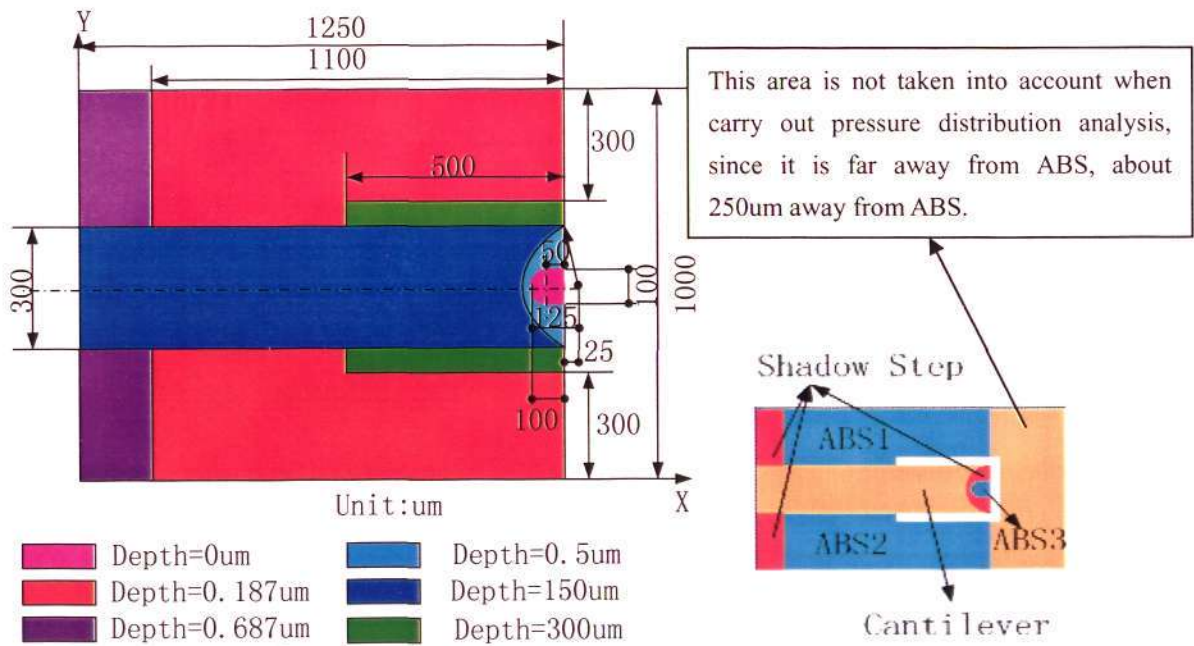 Y
1250
1100
This area is not taken into account when
carry out pressure distribution analysis,
since it is far away from ABS, about
250um away from ABS.
300
500
50
300
100
1000
125
25
100
300
X
Unit:um
Shadow Step
ABS1
ABS2
ABS3
Cantilever
Depth=0um
Depth=0.5um
Depth=0.187um
Depth=150um
Depth=0.687um
Depth=300um